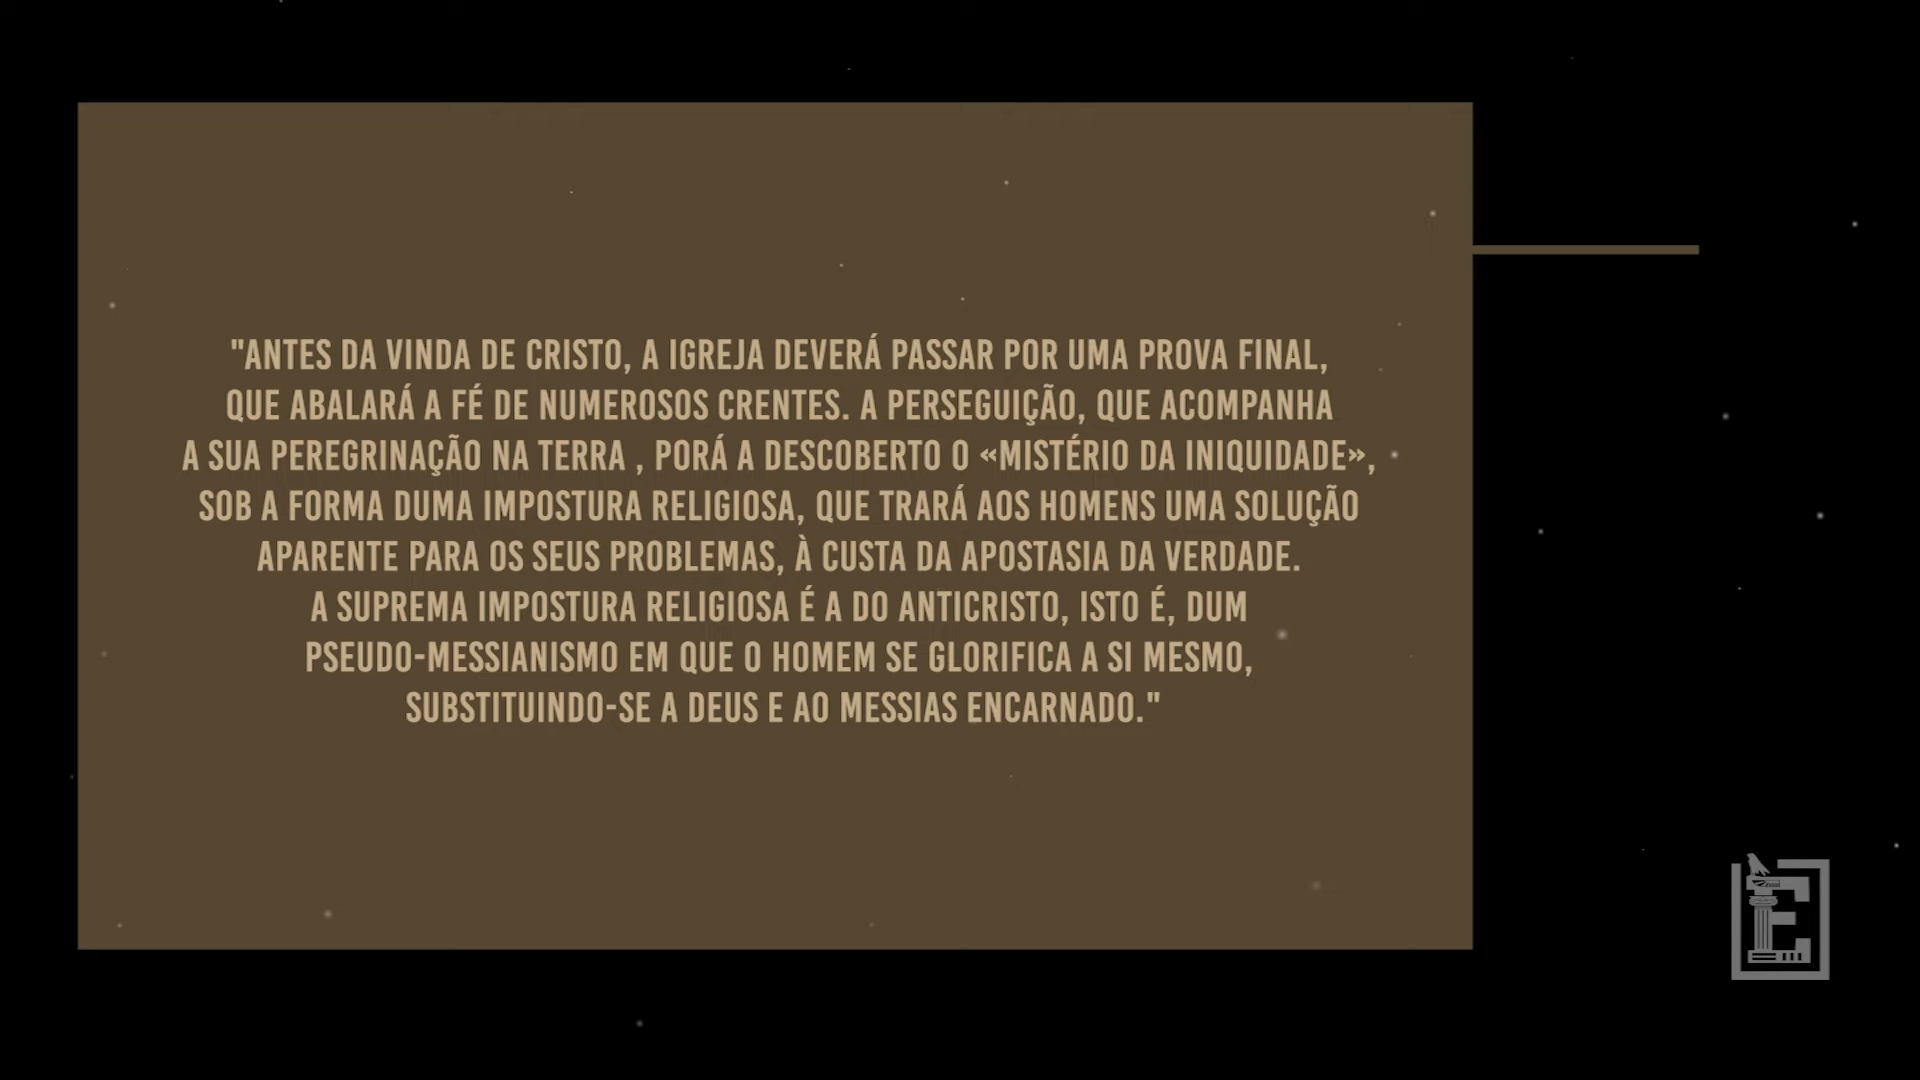 "ANTES DA VINDA DE CRISTO, A IGREJA DEVERÁ PASSAR POR UMA PROVA FINAL,
QUE ABALARÁ A FÉ DE NUMEROSOS CRENTES. A PERSEGUIÇÃO, QUE ACOMPANHA
A SUA PEREGRINAÇÃO NA TERRA , PORÁ A DESCOBERTO O «MISTÉRIO DA INIQUIDADE»,
SOB A FORMA DUMA IMPOSTURA RELIGIOSA, QUE TRARÁ AOS HOMENS UMA SOLUÇÃO
APARENTE PARA OS SEUS PROBLEMAS, À CUSTA DA APOSTASIA DA VERDADE.
A SUPREMA IMPOSTURA RELIGIOSA É A DO ANTICRISTO, ISTO É, DUM
PSEUDO-MESSIANISMO EM QUE O HOMEM SE GLORIFICA A SI MESMO,
SUBSTITUINDO-SE A DEUS E AO MESSIAS ENCARNADO."
E